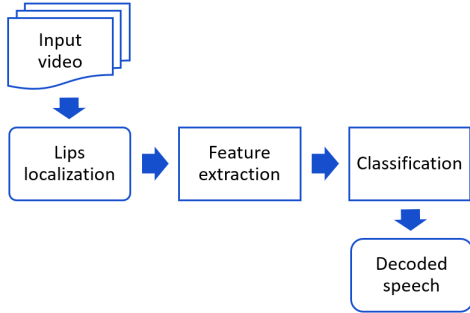 Input
video
Lips
localization
Feature
extraction
Classification
Decoded
speech